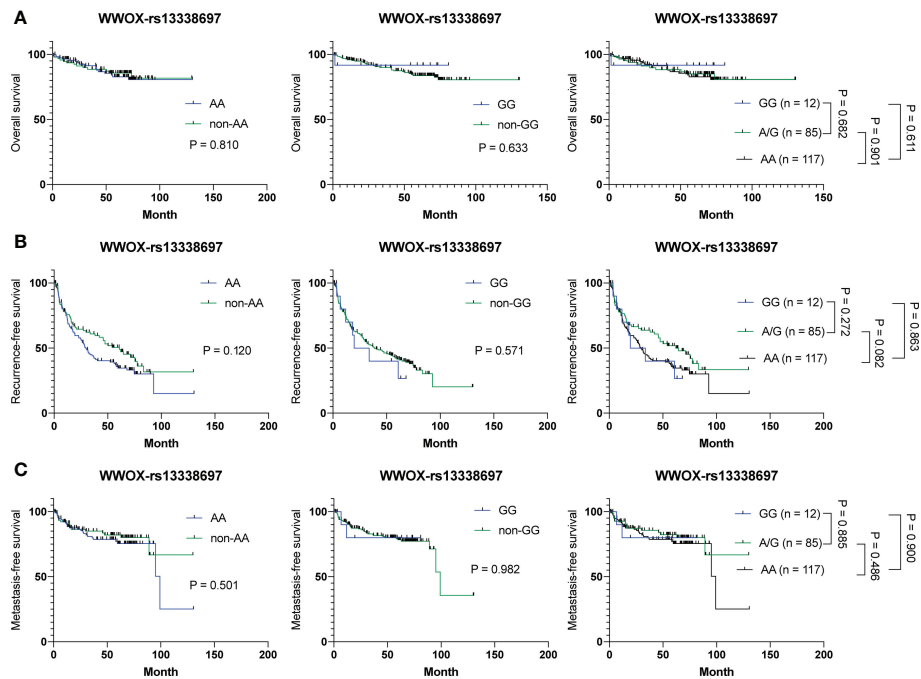 A
WWOX-rs13338697
Overall survival
100
50
0
0 50 100 150 200
Month
AA
non-AA
P = 0.810
WWOX-rs13338697
Overall survival
100
50
0
0 50 100 150
Month
GG
non-GG
P = 0.633
WWOX-rs13338697
Overall survival
100
50
0
0 50 100 150
Month
GG (n = 12)
A/G (n = 85)
AA (n = 117)
P = 0.682
P = 0.901
P = 0.611
B
WWOX-rs13338697
Recurrence-free survival
100
50
0
0 50 100 150 200
Month
AA
non-AA
P = 0.120
WWOX-rs13338697
Recurrence-free survival
100
50
0
0 50 100 150 200
Month
GG
non-GG
P = 0.571
WWOX-rs13338697
Recurrence-free survival
100
50
0
0 50 100 150 200
Month
GG (n = 12)
A/G (n = 85)
AA (n = 117)
P = 0.272
P = 0.082
P = 0.863
C
WWOX-rs13338697
Metastasis-free survival
100
50
0
0 50 100 150 200
Month
AA
non-AA
P = 0.501
WWOX-rs13338697
Metastasis-free survival
100
50
0
0 50 100 150 200
Month
GG
non-GG
P = 0.982
WWOX-rs13338697
Metastasis-free survival
100
50
0
0 50 100 150 200
Month
GG (n = 12)
A/G (n = 85)
AA (n = 117)
P = 0.885
P = 0.486
P = 0.900